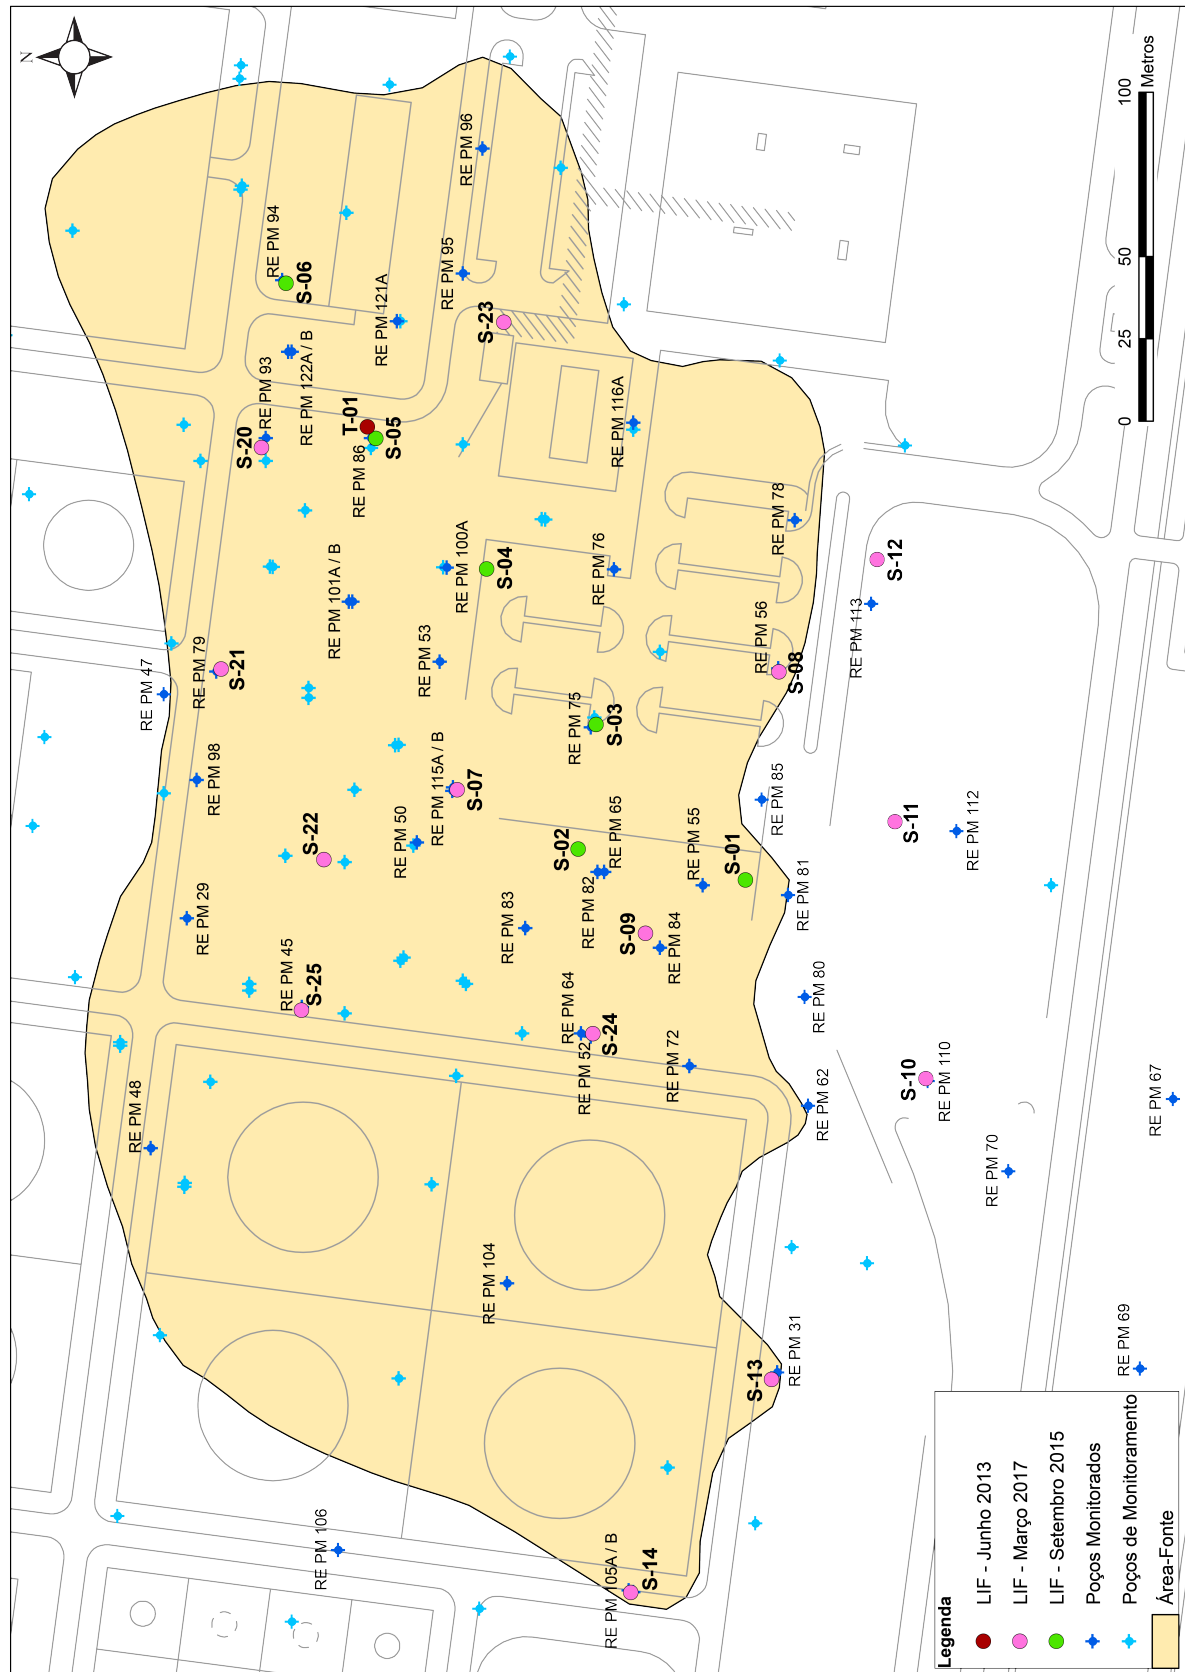 N
RE PM 96
RE PM 94
S-06
RE PM 95
RE PM 121A
S-23
RE PM 122A / B
RE PM 93
S-20
T-01
S-05
RE PM 86
RE PM 116A
RE PM 78
RE PM 100A
S-04
RE PM 76
S-12
RE PM 113
RE PM 101A / B
RE PM 53
RE PM 56
S-08
RE PM 79
S-21
RE PM 47
RE PM 75
S-03
RE PM 98
RE PM 115A / B
S-07
RE PM 50
S-22
S-02
RE PM 65
RE PM 82
RE PM 55
S-01
RE PM 85
S-11
RE PM 112
RE PM 81
RE PM 29
RE PM 83
S-09
RE PM 84
RE PM 45
S-25
RE PM 64
RE PM 52
S-24
RE PM 80
RE PM 72
RE PM 62
S-10
RE PM 110
RE PM 67
RE PM 48
RE PM 70
RE PM 104
RE PM 31
S-13
RE PM 69
RE PM 106
RE PM 105A / B
S-14
0
25
50
100
Metros
Legenda
LIF - Junho 2013
LIF - Março 2017
LIF - Setembro 2015
Poços Monitorados
Poços de Monitoramento
Área-Fonte